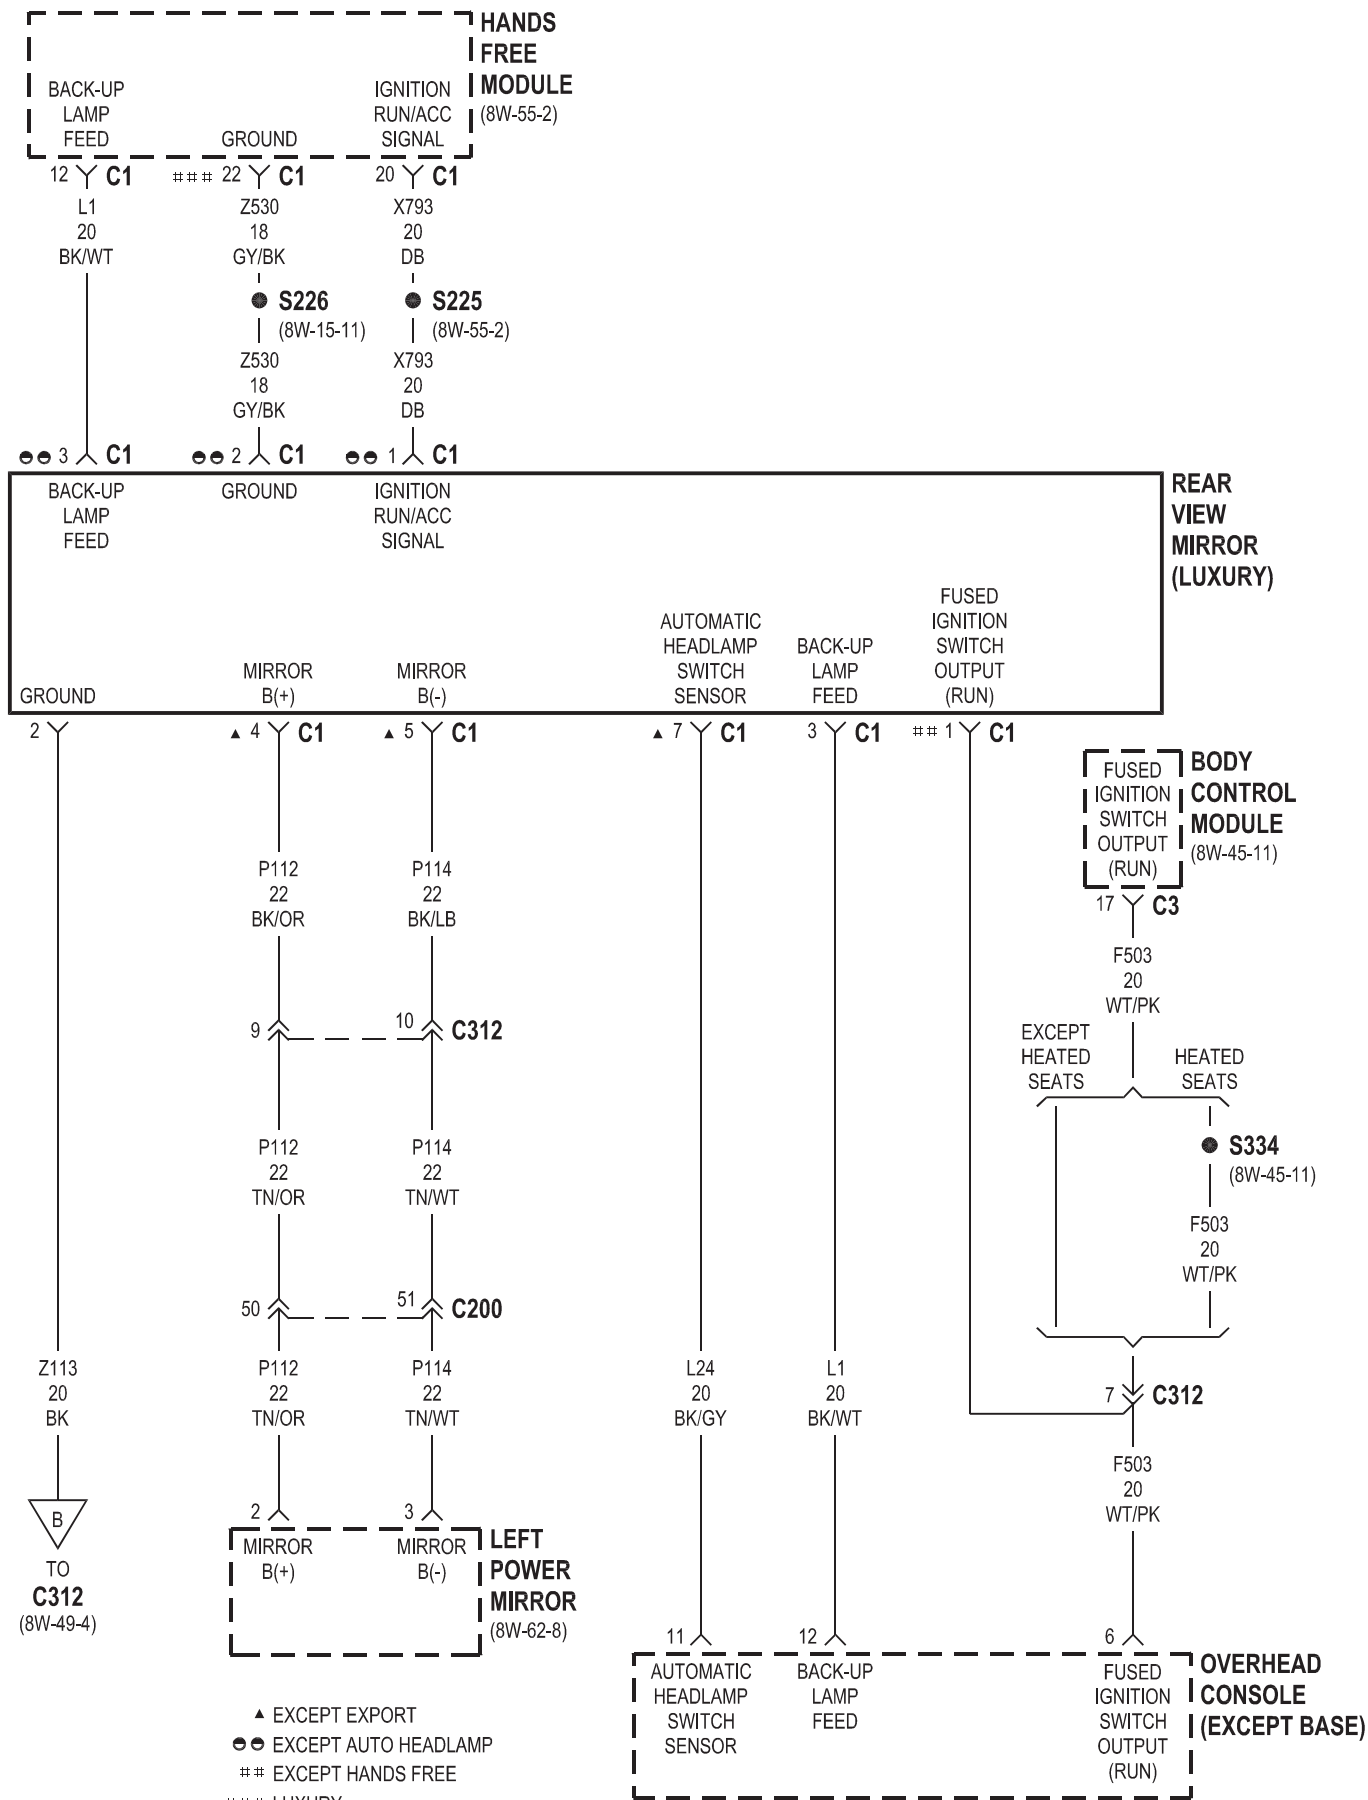 HANDS
FREE
MODULE
(8W-55-2)
BACK-UP
LAMP
FEED
GROUND
IGNITION
RUN/ACC
SIGNAL
12 C1
### 22 C1
20 C1
L1
20
BK/WT
Z530
18
GY/BK
X793
20
DB
S226
(8W-15-11)
S225
(8W-55-2)
Z530
18
GY/BK
X793
20
DB
3 C1
2 C1
1 C1
BACK-UP
LAMP
FEED
GROUND
IGNITION
RUN/ACC
SIGNAL
REAR
VIEW
MIRROR
(LUXURY)
GROUND
MIRROR
B(+)
MIRROR
B(-)
AUTOMATIC
HEADLAMP
SWITCH
SENSOR
BACK-UP
LAMP
FEED
FUSED
IGNITION
SWITCH
OUTPUT
(RUN)
2
▲ 4 C1
▲ 5 C1
▲ 7 C1
3 C1
## 1 C1
FUSED
IGNITION
SWITCH
OUTPUT
(RUN)
BODY
CONTROL
MODULE
(8W-45-11)
17 C3
P112
22
BK/OR
P114
22
BK/LB
F503
20
WT/PK
9
10 C312
EXCEPT
HEATED
SEATS
HEATED
SEATS
P112
22
TN/OR
P114
22
TN/WT
S334
(8W-45-11)
F503
20
WT/PK
50
51 C200
Z113
20
BK
P112
22
TN/OR
P114
22
TN/WT
L24
20
BK/GY
L1
20
BK/WT
7 C312
F503
20
WT/PK
B
TO
C312
(8W-49-4)
2
3
MIRROR
B(+)
MIRROR
B(-)
LEFT
POWER
MIRROR
(8W-62-8)
11
12
6
AUTOMATIC
HEADLAMP
SWITCH
SENSOR
BACK-UP
LAMP
FEED
FUSED
IGNITION
SWITCH
OUTPUT
(RUN)
OVERHEAD
CONSOLE
(EXCEPT BASE)
▲ EXCEPT EXPORT
EXCEPT AUTO HEADLAMP
## EXCEPT HANDS FREE
### LUXURY